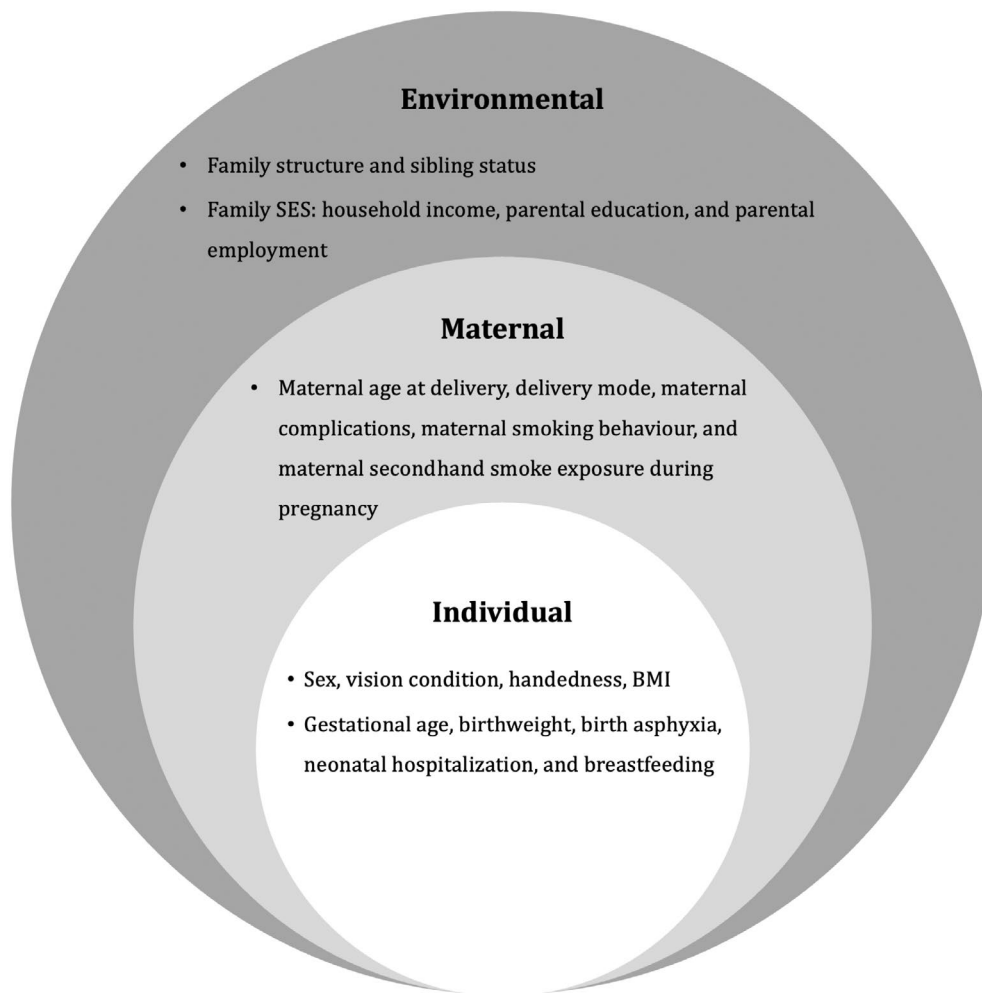 Environmental
• Family structure and sibling status
• Family SES: household income, parental education, and parental
employment
Maternal
• Maternal age at delivery, delivery mode, maternal
complications, maternal smoking behaviour, and
maternal secondhand smoke exposure during
pregnancy
Individual
• Sex, vision condition, handedness, BMI
• Gestational age, birthweight, birth asphyxia,
neonatal hospitalization, and breastfeeding